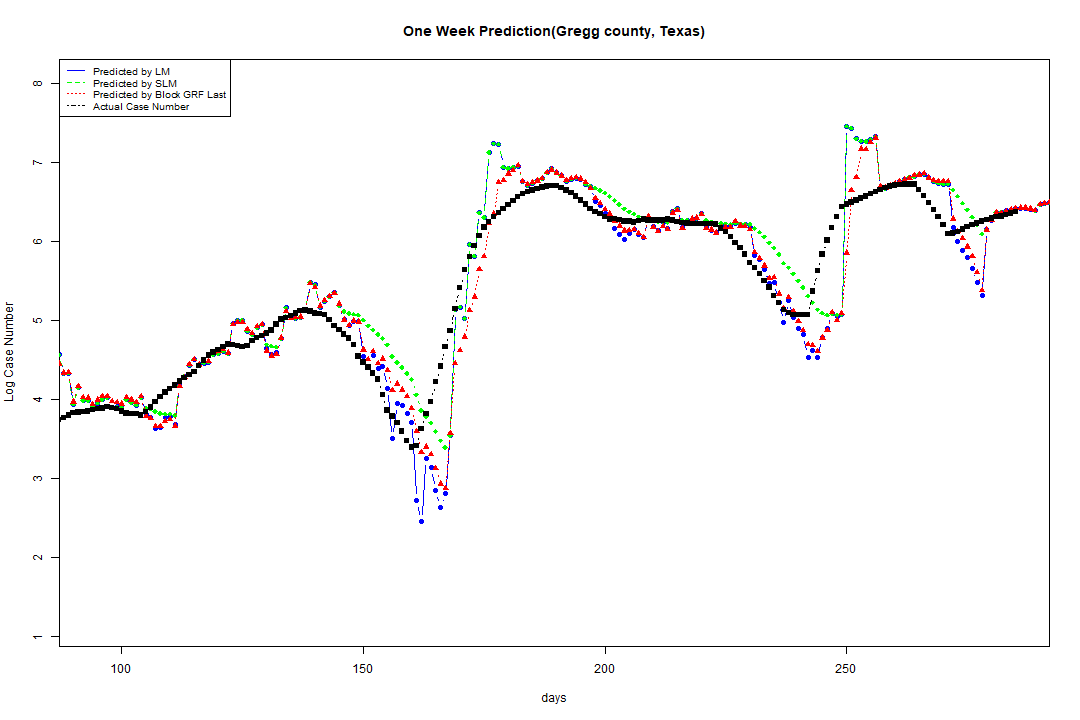 One Week Prediction(Gregg county, Texas)
Predicted by LM
Predicted by SLM
Predicted by Block GRF Last
Actual Case Number
8
7
6
5
4
3
2
1
Log Case Number
100
150
200
250
days